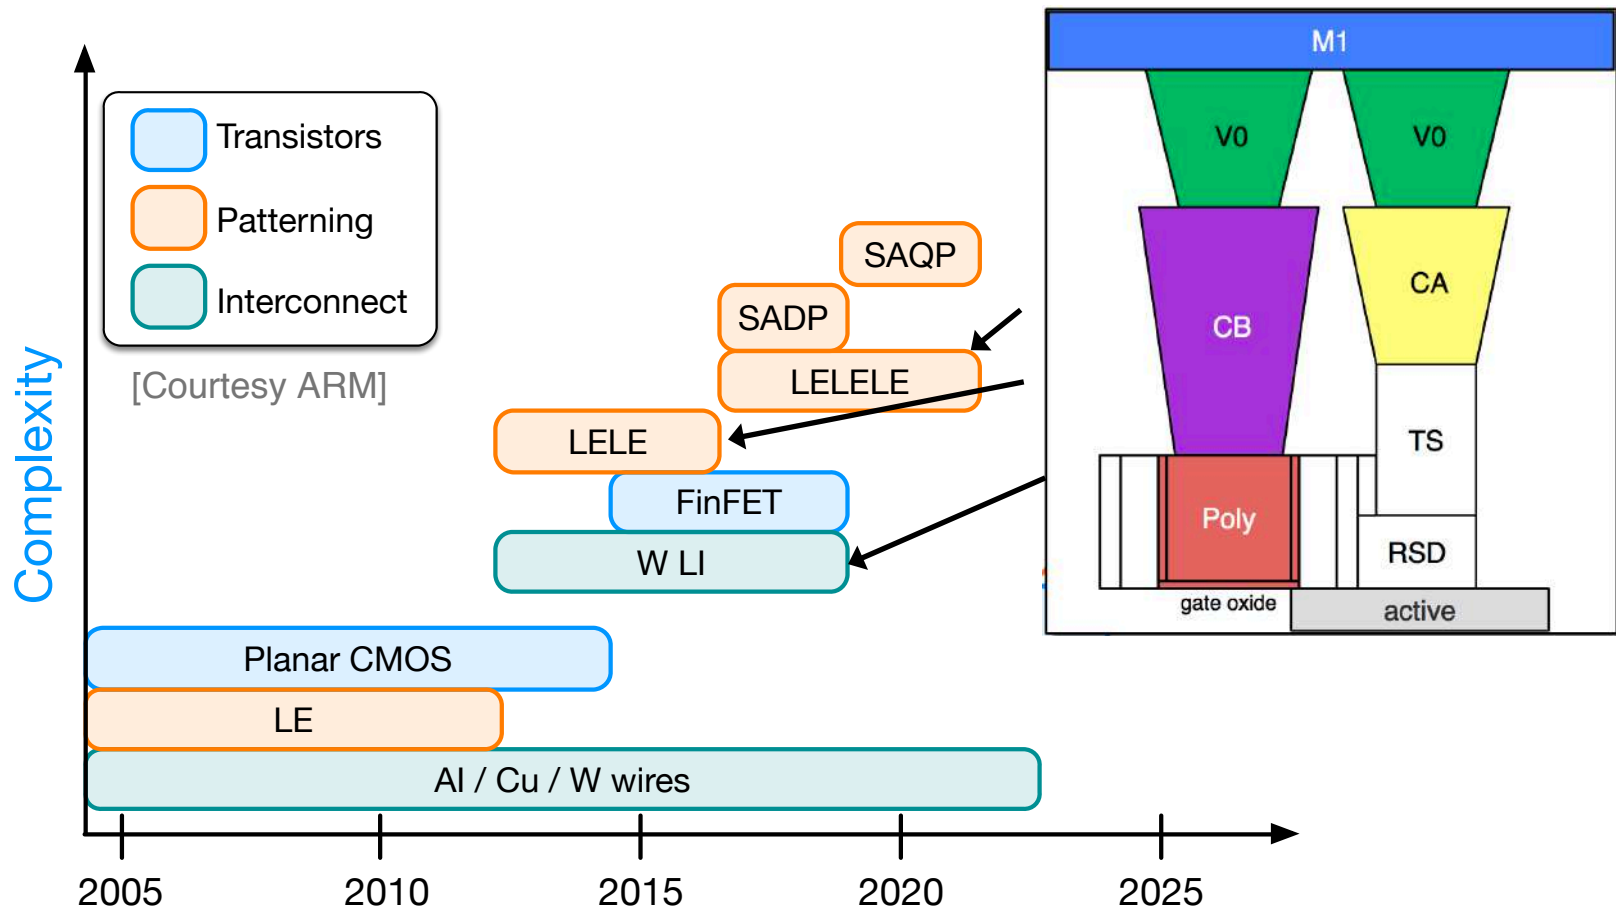 Transistors
Patterning
Interconnect
[Courtesy ARM]
Complexity
SAQP
SADP
LELELE
LELE
FinFET
W LI
Planar CMOS
LE
Al / Cu / W wires
2005
2010
2015
2020
2025
M1
V0
V0
CB
CA
TS
Poly
RSD
gate oxide
active